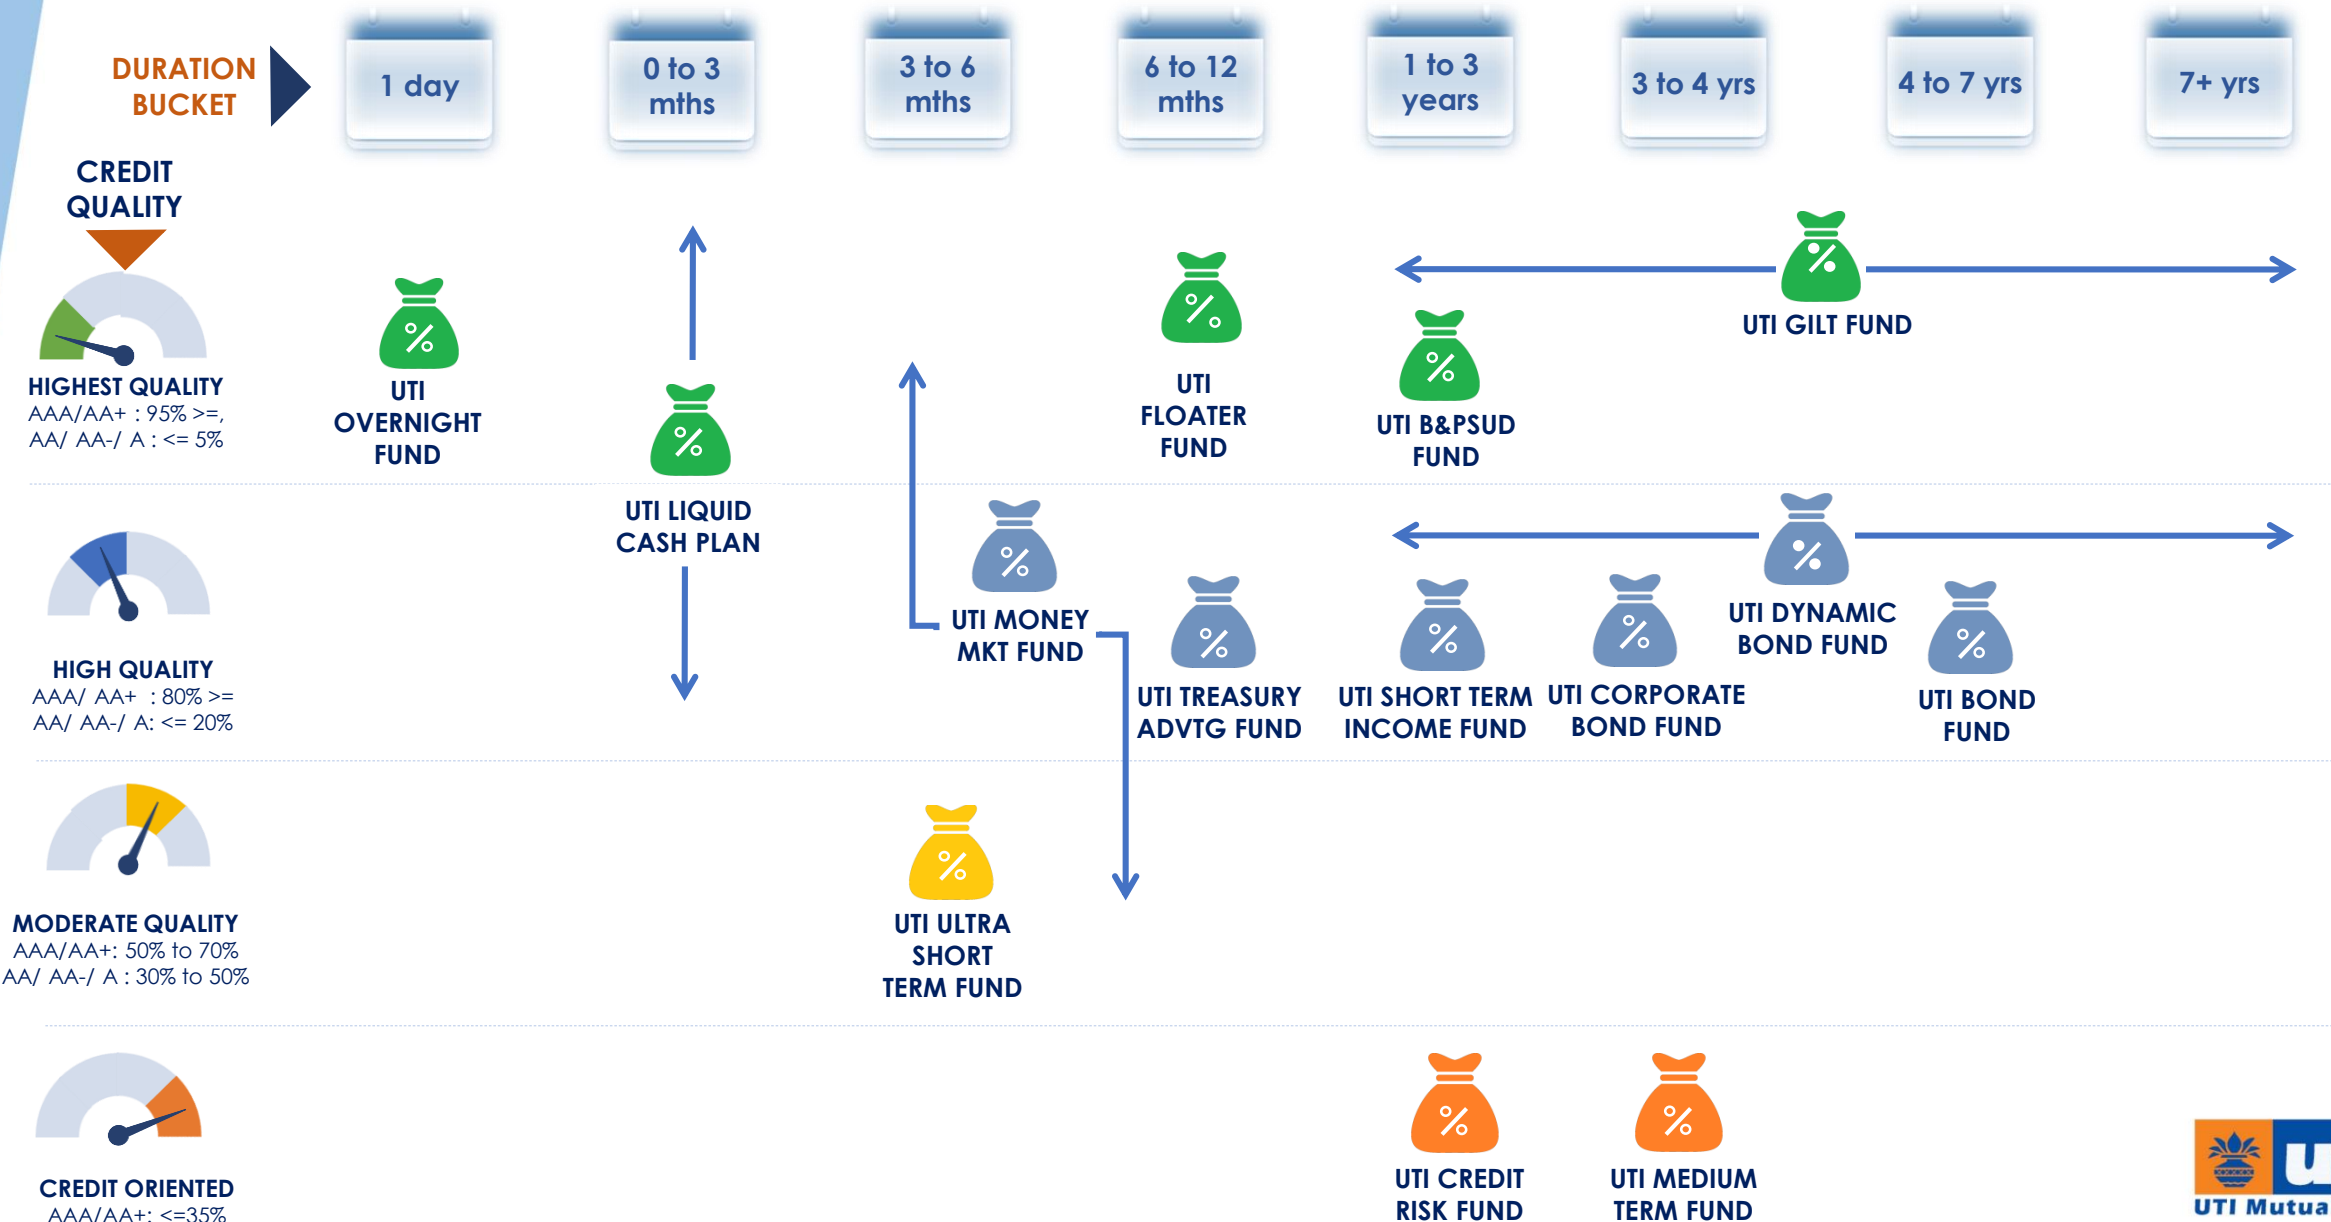 DURATION
BUCKET
1 day
0 to 3
mths
3 to 6
mths
6 to 12
mths
1 to 3
years
3 to 4 yrs
4 to 7 yrs
7+ yrs
CREDIT
QUALITY
HIGHEST QUALITY
AAA/AA+ : 95% >=,
AA/ AA-/ A : <= 5%
UTI
OVERNIGHT
FUND
UTI LIQUID
CASH PLAN
UTI
FLOATER
FUND
UTI B&PSUD
FUND
UTI GILT FUND
HIGH QUALITY
AAA/ AA+ : 80% >=
AA/ AA-/ A: <= 20%
UTI MONEY
MKT FUND
UTI TREASURY
ADVTG FUND
UTI SHORT TERM
INCOME FUND
UTI CORPORATE
BOND FUND
UTI DYNAMIC
BOND FUND
UTI BOND
FUND
MODERATE QUALITY
AAA/AA+: 50% to 70%
AA/ AA-/ A : 30% to 50%
UTI ULTRA
SHORT
TERM FUND
CREDIT ORIENTED
AAA/AA+: <=35%
UTI CREDIT
RISK FUND
UTI MEDIUM
TERM FUND
u
UTI Mutua